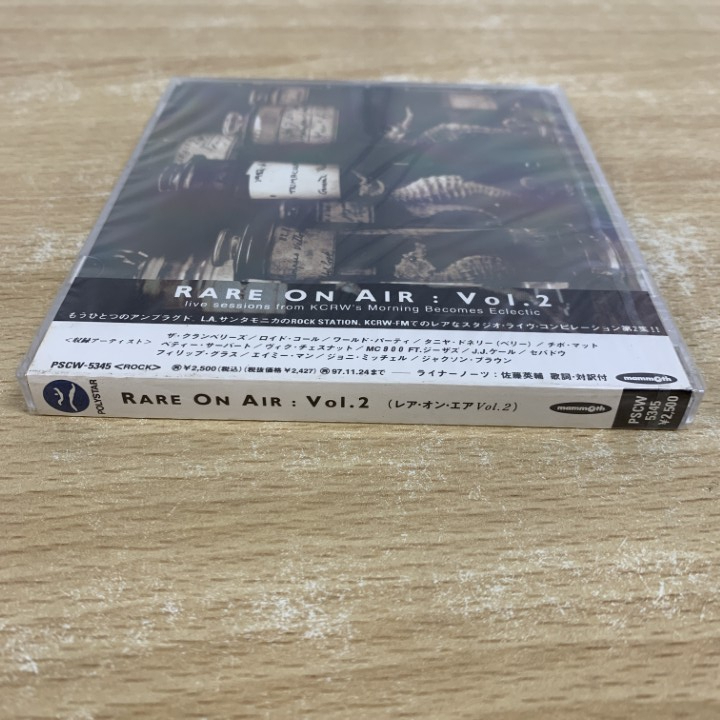 RARE ON AIR : Vol.2
live sessions from KCRW's Morning Becomes Eclectic
もうひとつのアンプラグド、L.A.サンタモニカのROCK STATION, KCRW-FMでのレアなスタジオ・ライヴ・コンピレーション第2集!!
<収録アーティスト> ザ・クランベリーズ/ロイド・コール/ワールド・パーティ/タニヤ・ドネリー(ベリー)/チボ・マット
ベティー・サーバート/ヴィク・チェスナット/MC 900 FT.ジーザズ/J.J.ケール/セバドウ
フィリップ・グラス/エイミー・マン/ジョニ・ミッチェル/ジャクソン・ブラウン
PSCW-5345 <ROCK> ㊢¥2,500(税込)(税抜価格 ¥2,427) ㊢97.11.24まで ライナーノーツ:佐藤英輔 歌詞・対訳付
mammoth
POLYSTAR
RARE ON AIR : Vol.2 (レア・オン・エア Vol.2)
mammoth
PSCW
5345
¥2,500